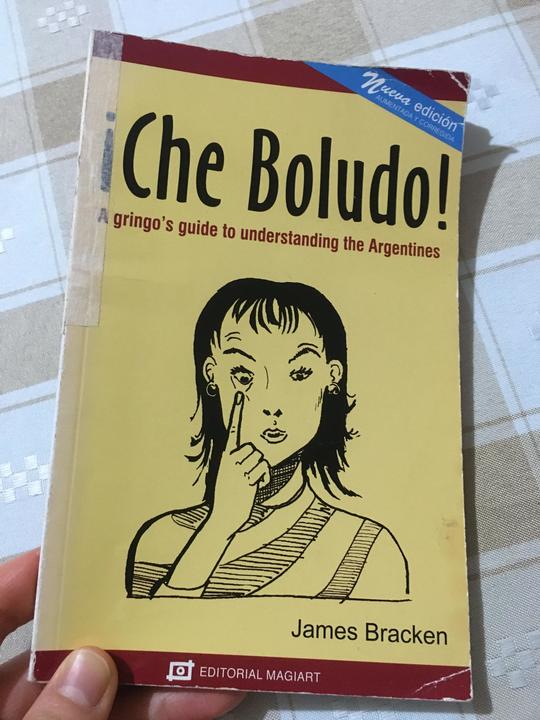 Nueva edición
AUMENTADA Y CORREGIDA
¡Che Boludo!
A gringo's guide to understanding the Argentines
James Bracken
EDITORIAL MAGIART